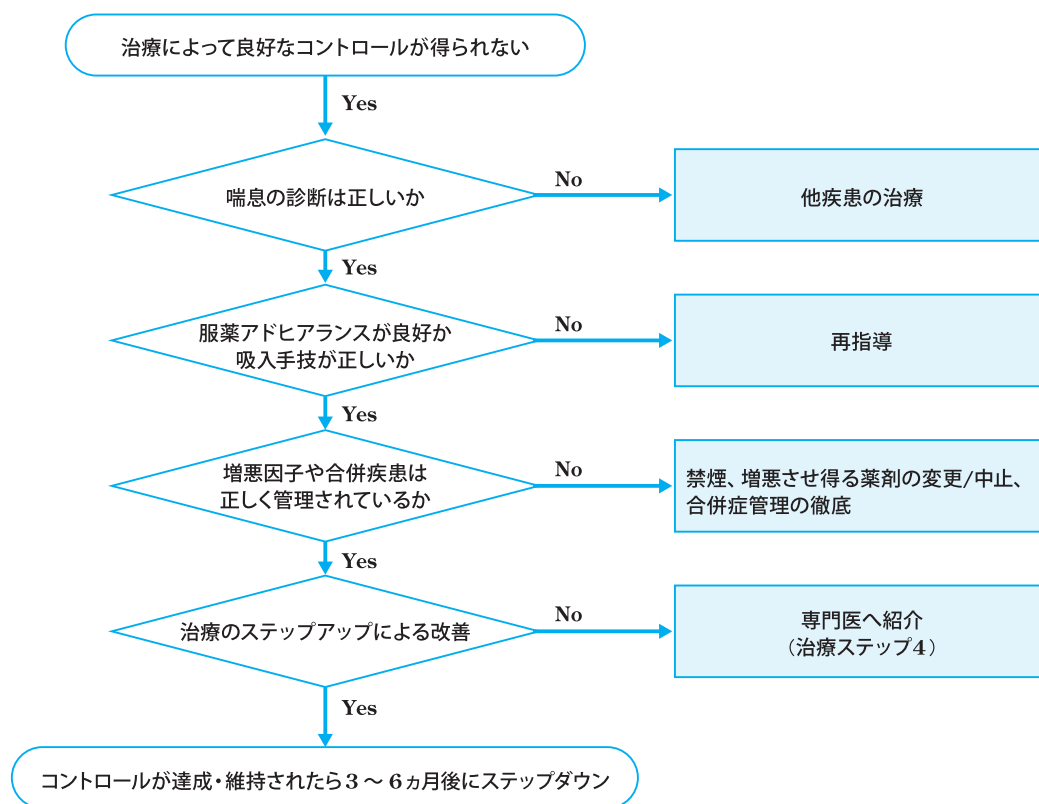 治療によって良好なコントロールが得られない
Yes
喘息の診断は正しいか
No
他疾患の治療
Yes
服薬アドヒアランスが良好か
吸入手技が正しいか
No
再指導
Yes
増悪因子や合併疾患は
正しく管理されているか
No
禁煙、増悪させ得る薬剤の変更/中止、
合併症管理の徹底
Yes
治療のステップアップによる改善
No
専門医へ紹介
（治療ステップ4）
Yes
コントロールが達成・維持されたら3～6ヵ月後にステップダウン